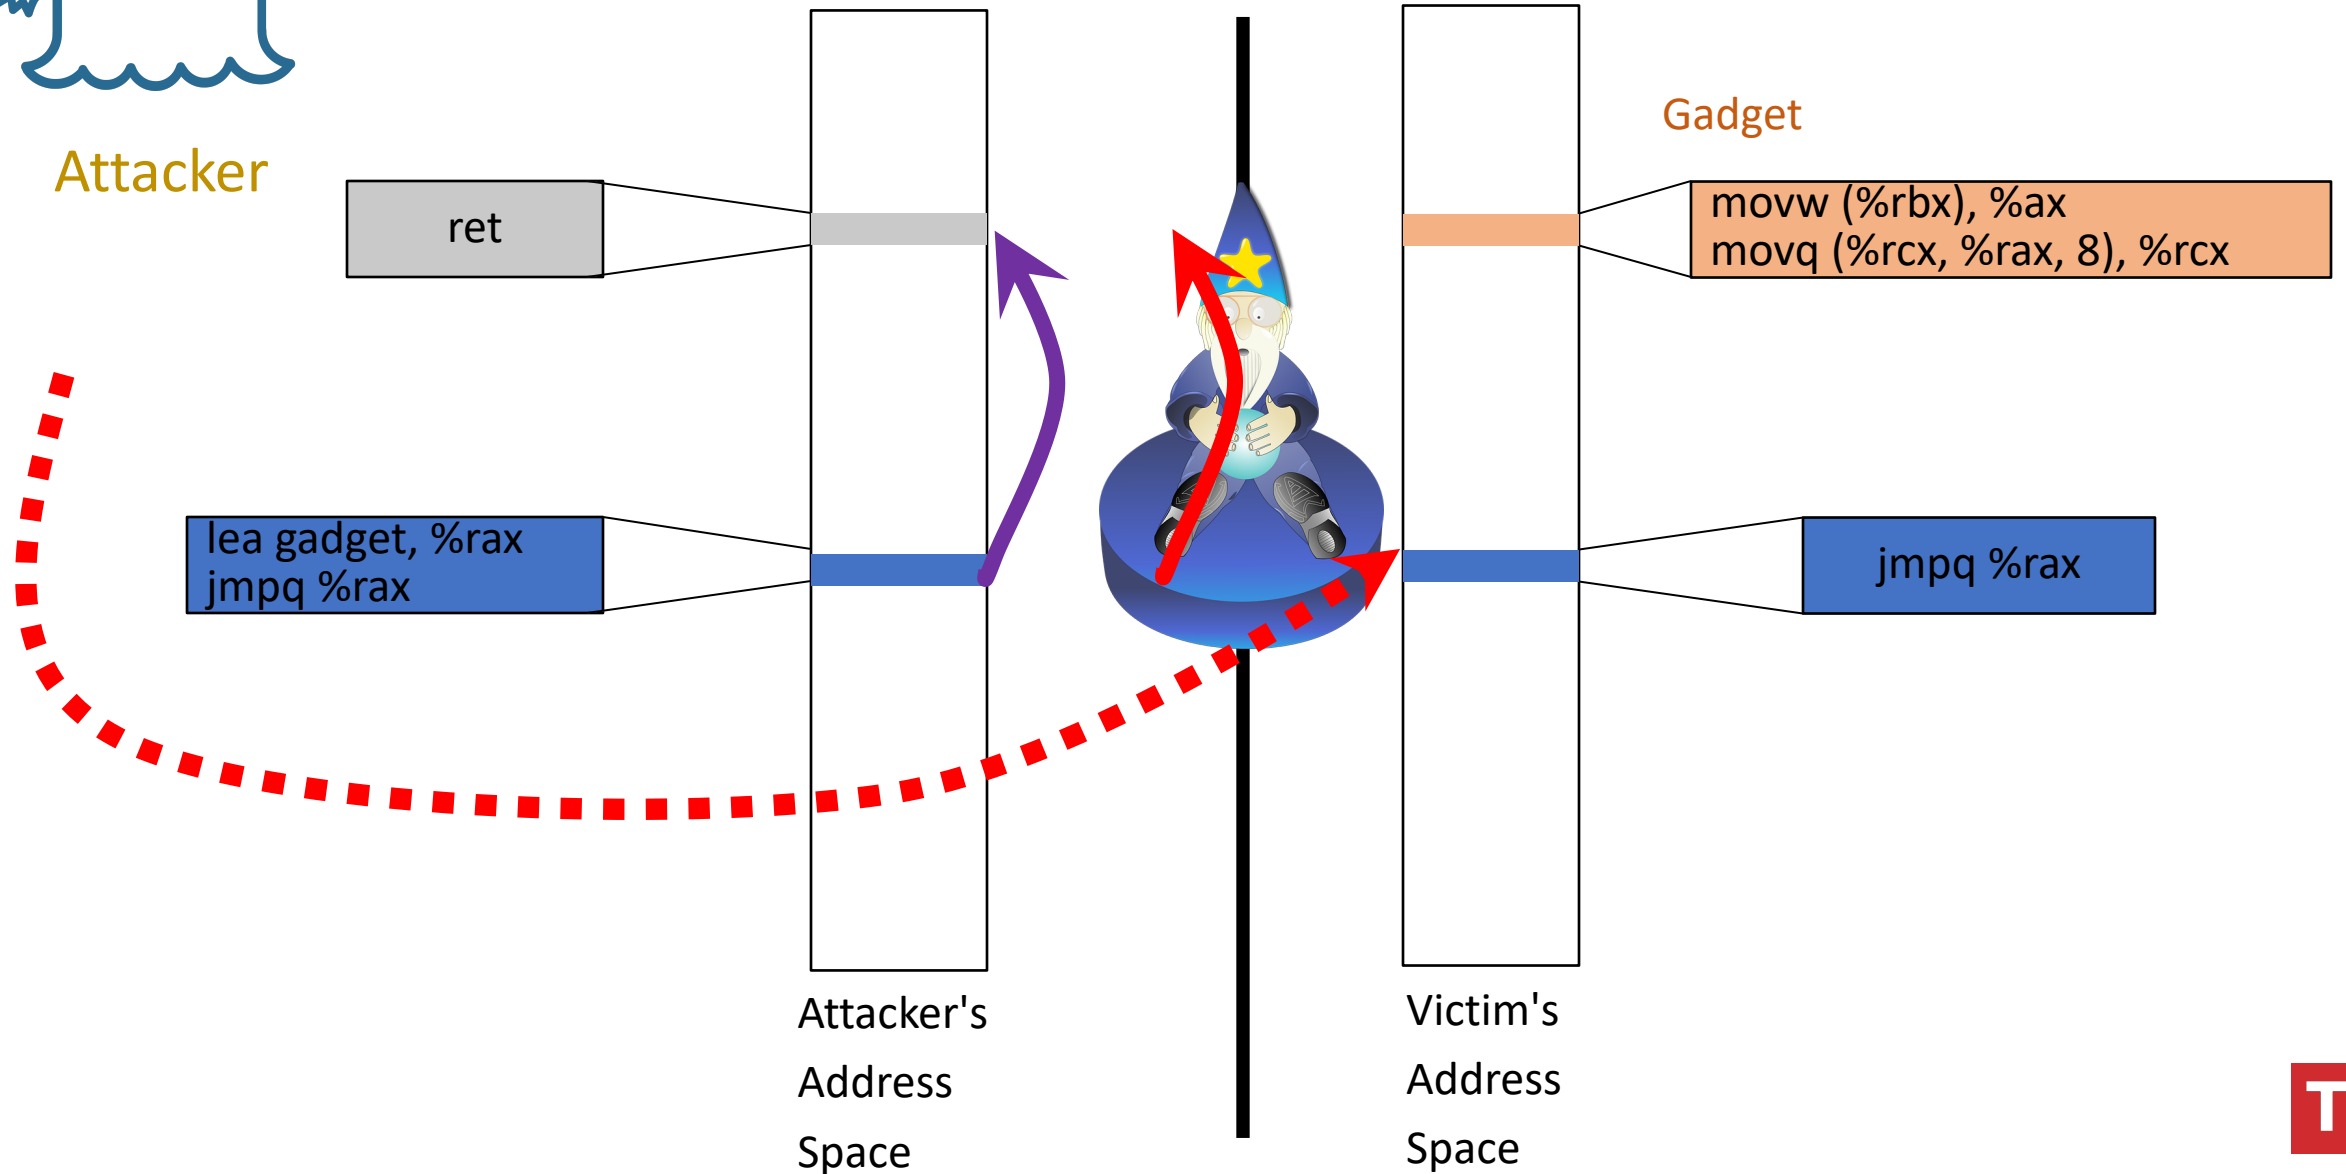 Gadget
Attacker
ret
movw (%rbx), %ax
movq (%rcx, %rax, 8), %rcx
lea gadget, %rax
jmpq %rax
jmpq %rax
Attacker's
Address
Space
Victim's
Address
Space
T